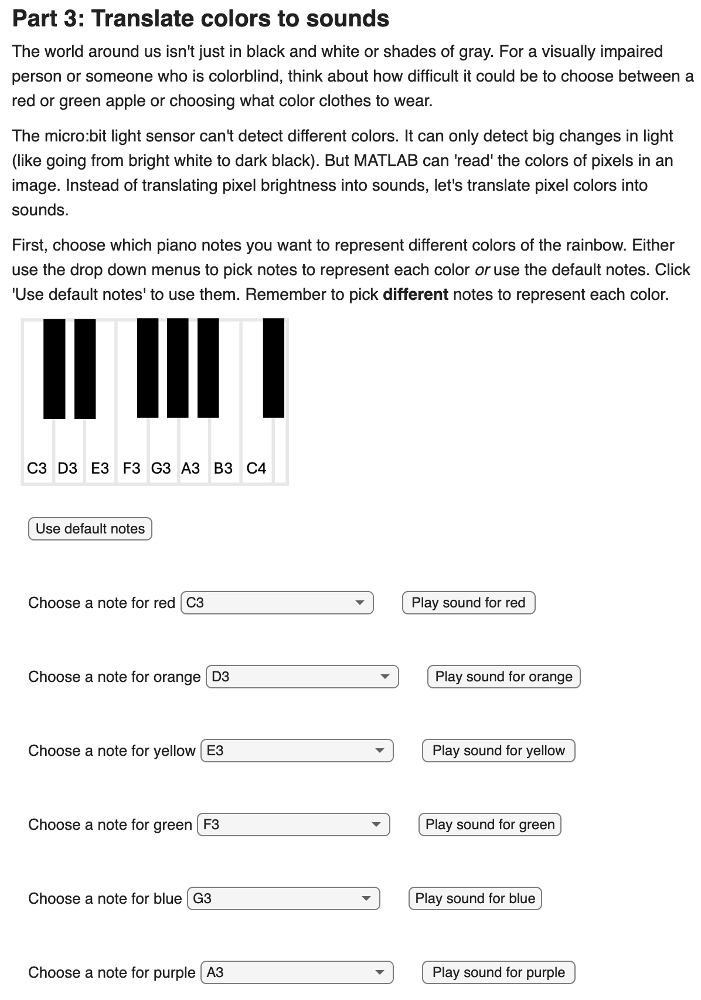 Part 3: Translate colors to sounds
The world around us isn't just in black and white or shades of gray. For a visually impaired
person or someone who is colorblind, think about how difficult it could be to choose between a
red or green apple or choosing what color clothes to wear.
The micro:bit light sensor can't detect different colors. It can only detect big changes in light
(like going from bright white to dark black). But MATLAB can 'read' the colors of pixels in an
image. Instead of translating pixel brightness into sounds, let's translate pixel colors into
sounds.
First, choose which piano notes you want to represent different colors of the rainbow. Either
use the drop down menus to pick notes to represent each color or use the default notes. Click
'Use default notes' to use them. Remember to pick different notes to represent each color.
C3 D3 E3 F3 G3 A3 B3 C4
Use default notes
Choose a note for red C3 Play sound for red
Choose a note for orange D3 Play sound for orange
Choose a note for yellow E3 Play sound for yellow
Choose a note for green F3 Play sound for green
Choose a note for blue G3 Play sound for blue
Choose a note for purple A3 Play sound for purple